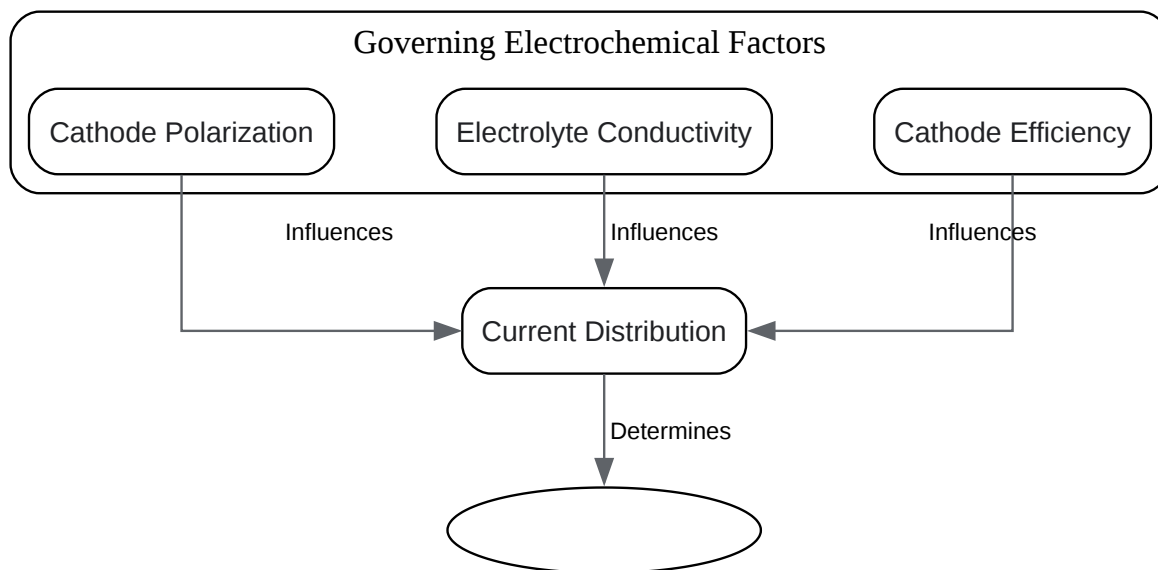 Governing Electrochemical Factors
Cathode Polarization
Electrolyte Conductivity
Cathode Efficiency
Influences
Influences
Influences
Current Distribution
Determines